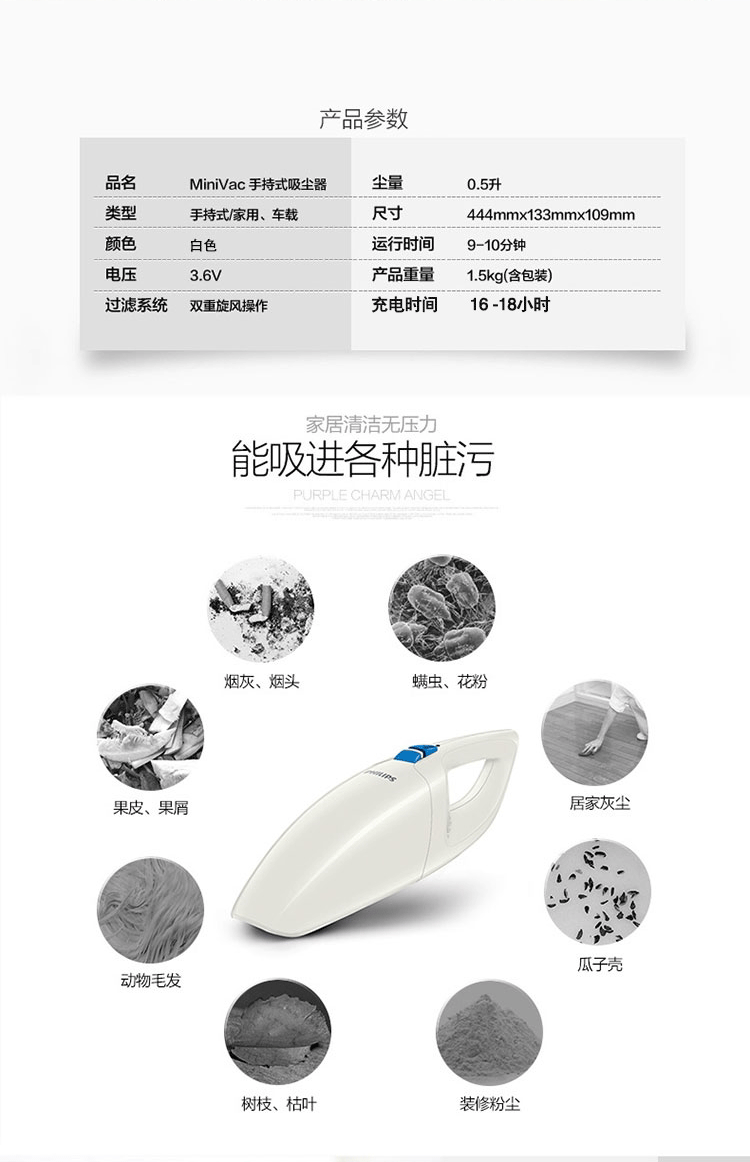 产品参数
品名 MiniVac 手持式吸尘器 尘量 0.5升
类型 手持式/家用、车载 尺寸 444mmx133mmx109mm
颜色 白色 运行时间 9-10分钟
电压 3.6V 产品重量 1.5kg(含包装)
过滤系统 双重旋风操作 充电时间 16 -18小时
家居清洁无压力
能吸进各种脏污
PURPLE CHARM ANGEL
烟灰、烟头
螨虫、花粉
果皮、果屑
居家灰尘
PHILIPS
动物毛发
瓜子壳
树枝、枯叶
装修粉尘